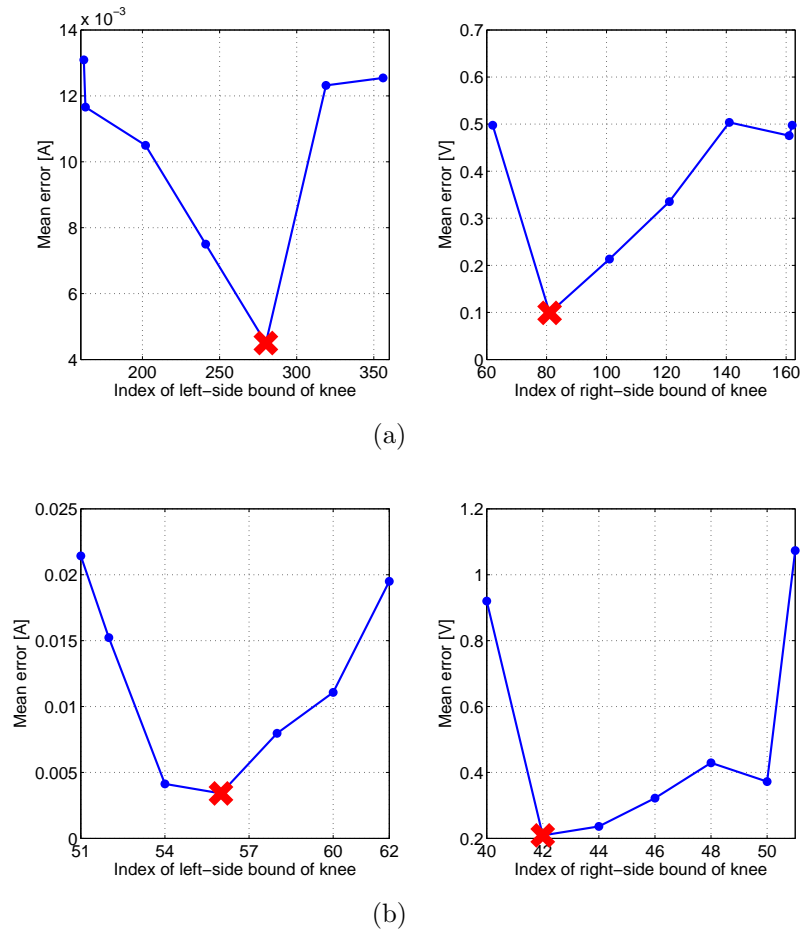 x 10⁻³
14
12
10
8
6
4
Mean error [A]
200 250 300 350
Index of left−side bound of knee
0.7
0.6
0.5
0.4
0.3
0.2
0.1
0
Mean error [V]
60 80 100 120 140 160
Index of right−side bound of knee
(a)
0.025
0.02
0.015
0.01
0.005
0
Mean error [A]
51 54 57 60 62
Index of left−side bound of knee
1.2
1
0.8
0.6
0.4
0.2
Mean error [V]
40 42 44 46 48 50
Index of right−side bound of knee
(b)